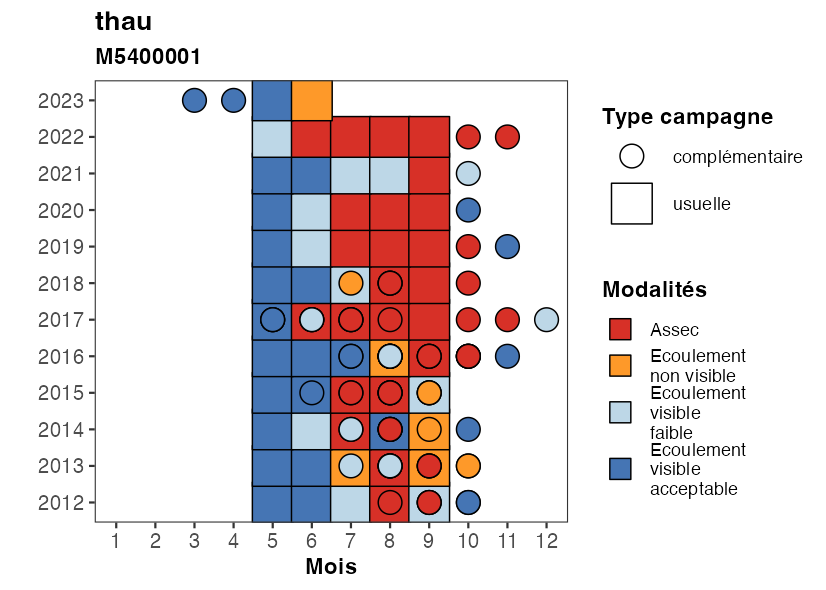 thau
M5400001
2023
2022
2021
2020
2019
2018
2017
2016
2015
2014
2013
2012
1 2 3 4 5 6 7 8 9 10 11 12
Mois
Type campagne
complémentaire
usuelle
Modalités
Assec
Ecoulement
non visible
Ecoulement
visible
faible
Ecoulement
visible
acceptable